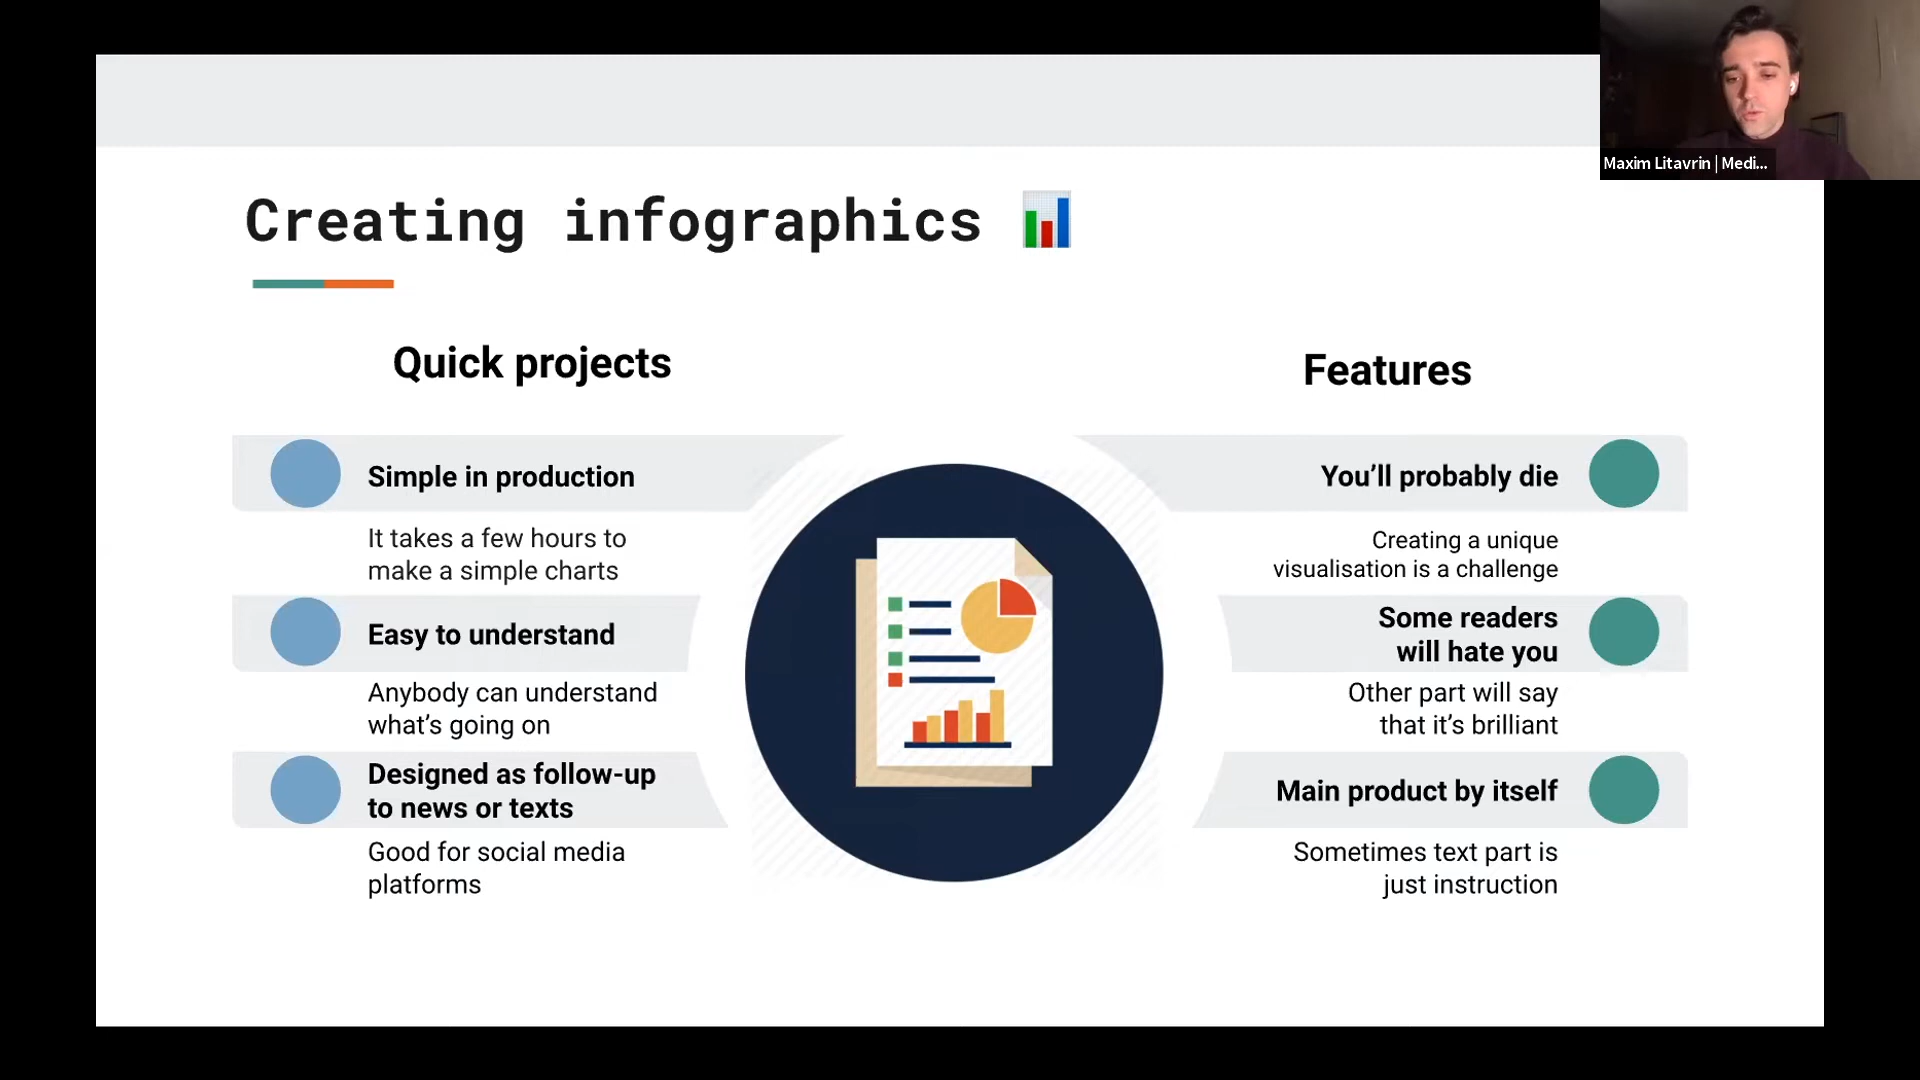 Maxim Litavrin | Medi...
Creating infographics
Quick projects
Simple in production
It takes a few hours to
make a simple charts
Easy to understand
Anybody can understand
what's going on
Designed as follow-up
to news or texts
Good for social media
platforms
Features
You'll probably die
Creating a unique
visualisation is a challenge
Some readers
will hate you
Other part will say
that it's brilliant
Main product by itself
Sometimes text part is
just instruction